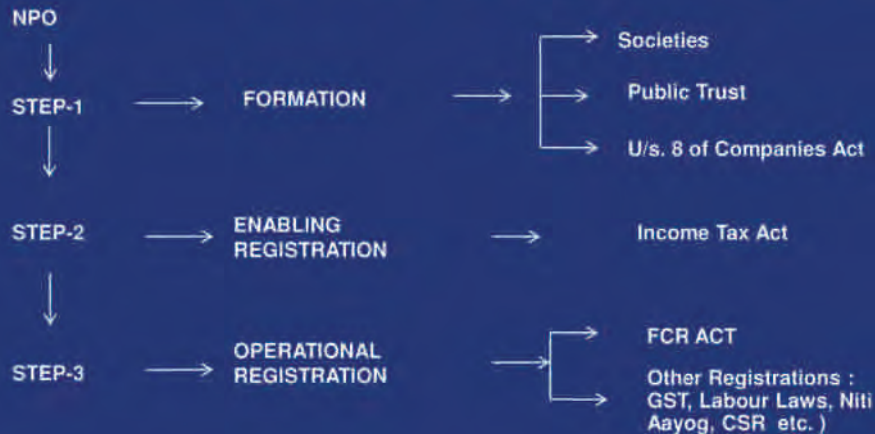 NPO
STEP-1
FORMATION
Societies
Public Trust
U/s. 8 of Companies Act
STEP-2
ENABLING
REGISTRATION
Income Tax Act
STEP-3
OPERATIONAL
REGISTRATION
FCR ACT
Other Registrations :
GST, Labour Laws, Niti
Aayog, CSR etc. )